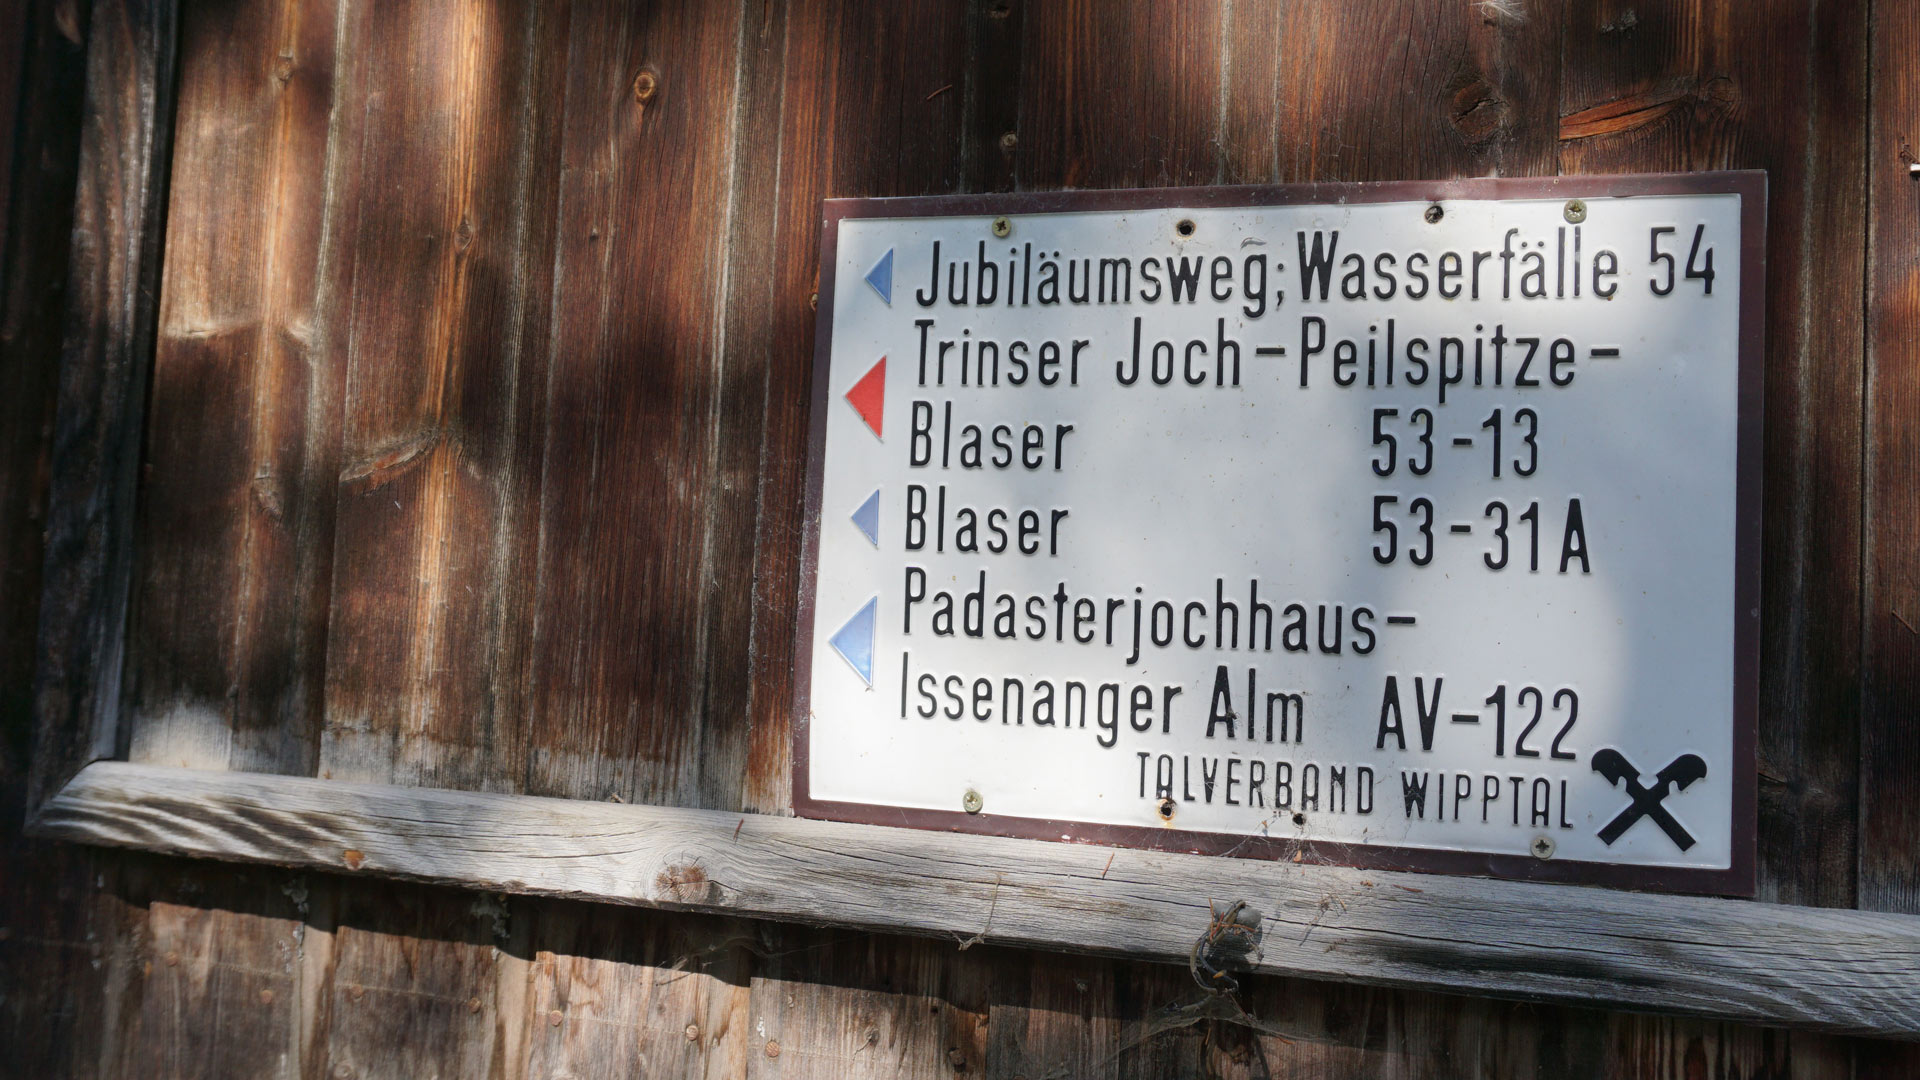 Jubiläumsweg; Wasserfälle 54
Trinser Joch-Peilspitze-
Blaser 53-13
Blaser 53-31A
Padasterjochhaus-
Issenanger Alm AV-122
TALVERBAND WIPPTAL